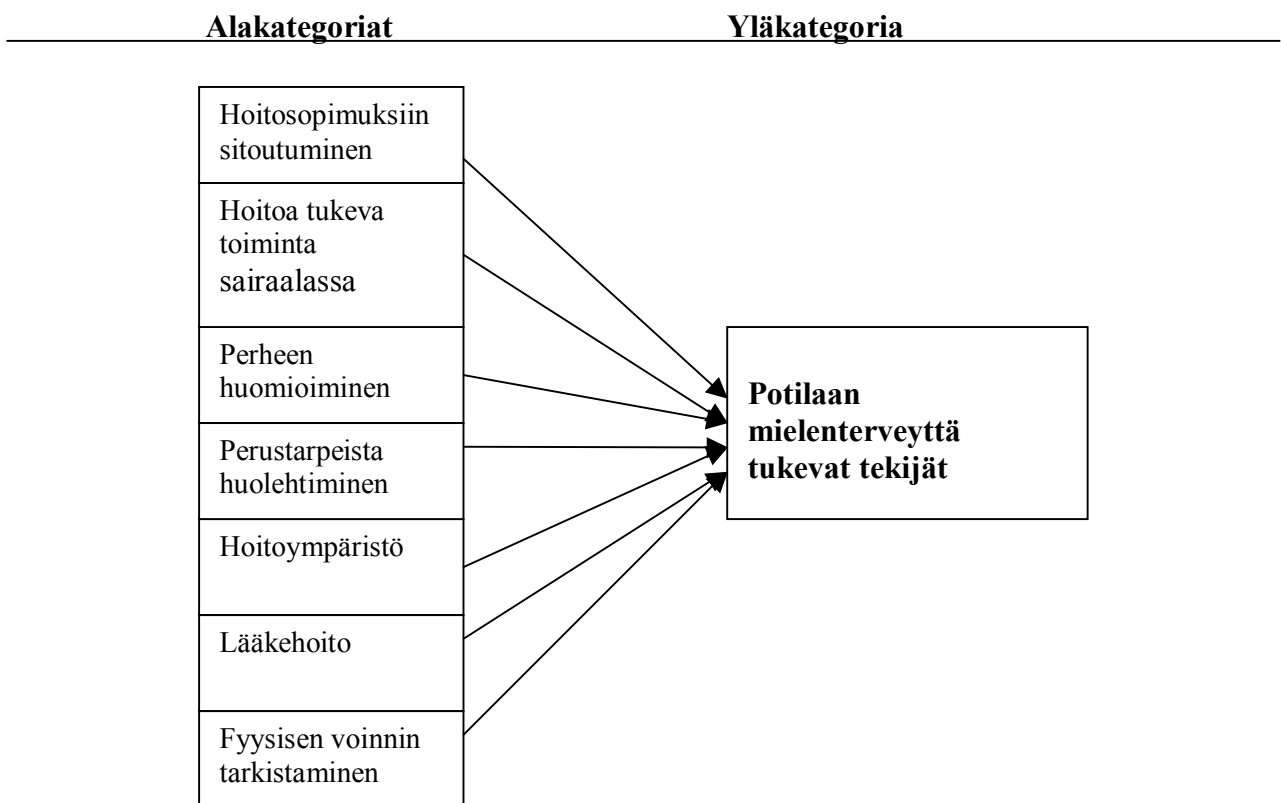 Alakategoriat Yläkategoria
Hoitosopimuksiin
sitoutuminen
Hoitoa tukeva
toiminta
sairaalassa
Perheen
huomioiminen
Perustarpeista
huolehtiminen
Hoitoympäristö
Lääkehoito
Fyysisen voinnin
tarkistaminen
Potilaan
mielenterveyttä
tukevat tekijät